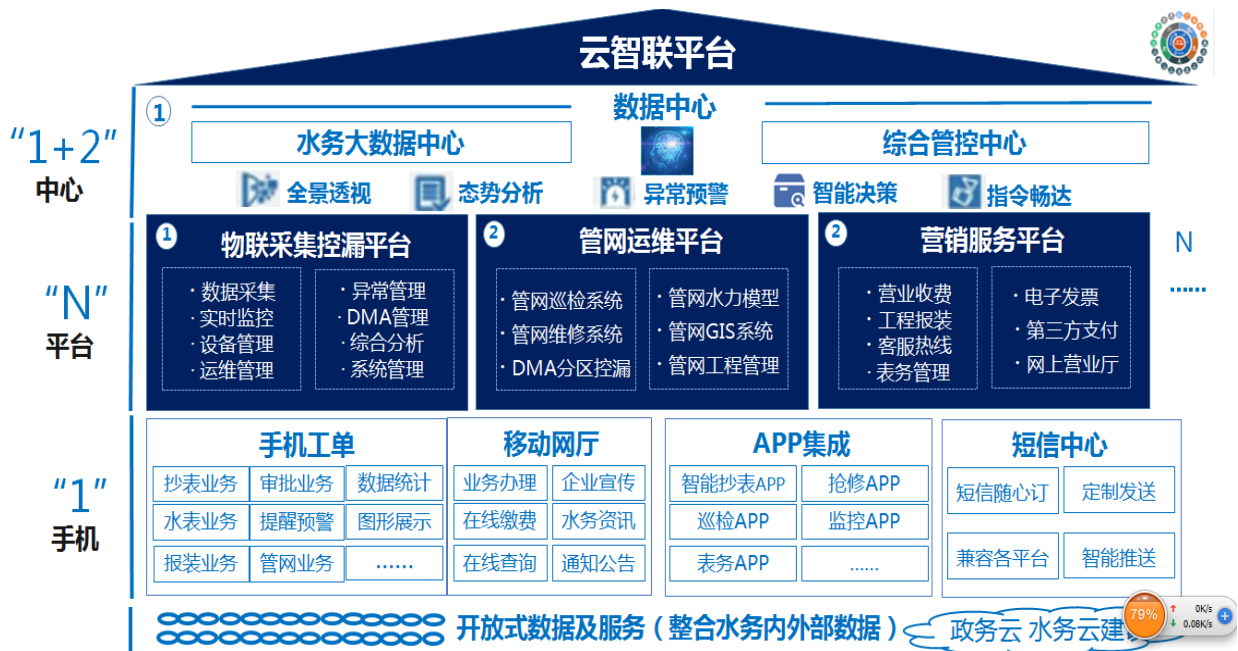 云智联平台
“1+2”
中心
1
数据中心
水务大数据中心
综合管控中心
全景透视
态势分析
异常预警
智能决策
指令畅达
“N”
平台
1
物联采集控漏平台
· 数据采集
· 实时监控
· 设备管理
· 运维管理
· 异常管理
· DMA管理
· 综合分析
· 系统管理
2
管网运维平台
· 管网巡检系统
· 管网维修系统
· DMA分区控漏
· 管网水力模型
· 管网GIS系统
· 管网工程管理
2
营销服务平台
· 营业收费
· 工程报装
· 客服热线
· 表务管理
· 电子发票
· 第三方支付
· 网上营业厅
N
......
“1”
手机
手机工单
抄表业务 审批业务 数据统计
水表业务 提醒预警 图形展示
报装业务 管网业务 ......
移动网厅
业务办理 企业宣传
在线缴费 水务资讯
在线查询 通知公告
APP集成
智能抄表APP 抢修APP
巡检APP 监控APP
表务APP ......
短信中心
短信随心订 定制发送
兼容各平台 智能推送
开放式数据及服务（整合水务内外部数据）
政务云 水务云建
79%
0K/s
0.08K/s